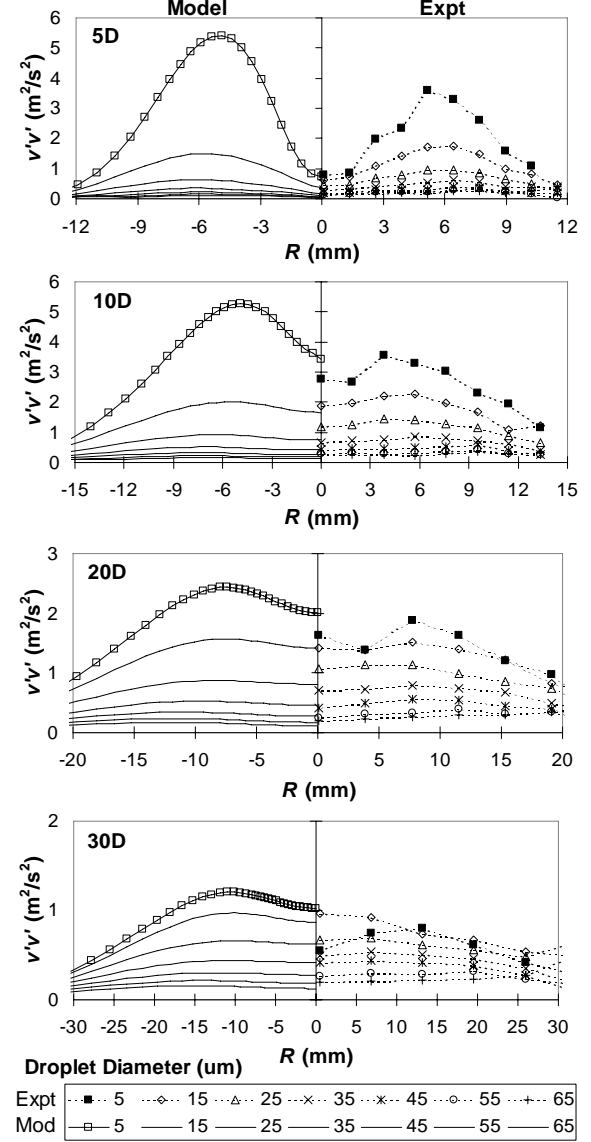 Model Expt
5D
v'v' (m²/s²)
6
5
4
3
2
1
0
-12 -9 -6 -3 0 3 6 9 12
R (mm)
10D
v'v' (m²/s²)
6
5
4
3
2
1
0
-15 -12 -9 -6 -3 0 3 6 9 12 15
R (mm)
20D
v'v' (m²/s²)
3
2
1
0
-20 -15 -10 -5 0 5 10 15 20
R (mm)
30D
v'v' (m²/s²)
2
1
0
-30 -25 -20 -15 -10 -5 0 5 10 15 20 25 30
R (mm)
Droplet Diameter (um)
Expt 5 15 25 35 45 55 65
Mod 5 15 25 35 45 55 65